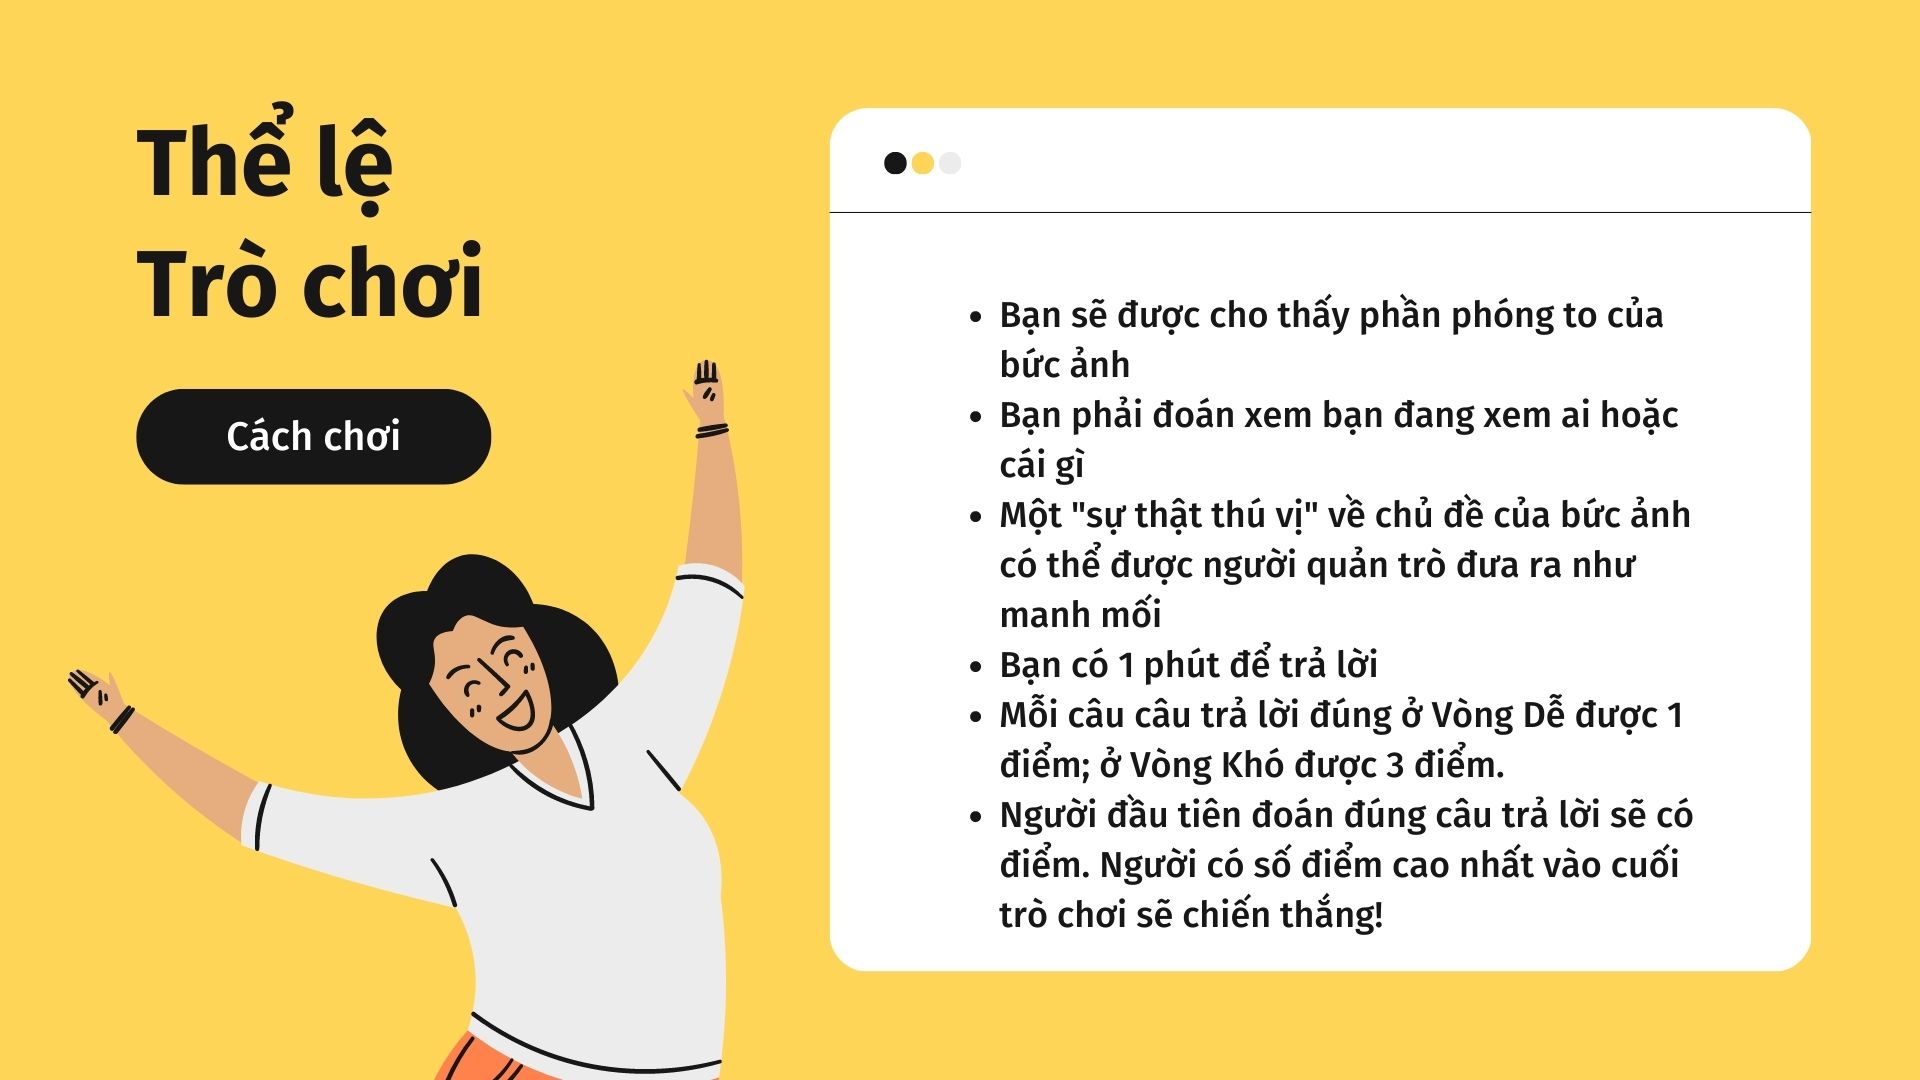 Thể lệ
Trò chơi
Cách chơi
• Bạn sẽ được cho thấy phần phóng to của
bức ảnh
• Bạn phải đoán xem bạn đang xem ai hoặc
cái gì
• Một "sự thật thú vị" về chủ đề của bức ảnh
có thể được người quản trò đưa ra như
manh mối
• Bạn có 1 phút để trả lời
• Mỗi câu câu trả lời đúng ở Vòng Dễ được 1
điểm; ở Vòng Khó được 3 điểm.
• Người đầu tiên đoán đúng câu trả lời sẽ có
điểm. Người có số điểm cao nhất vào cuối
trò chơi sẽ chiến thắng!